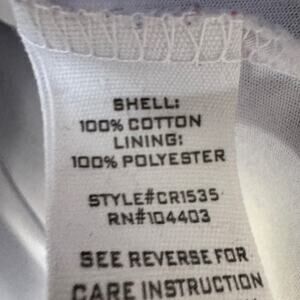 SHELL:
100% COTTON
LINING:
100% POLYESTER
STYLE#CR1535
RN#104403
SEE REVERSE FOR
CARE INSTRUCTION